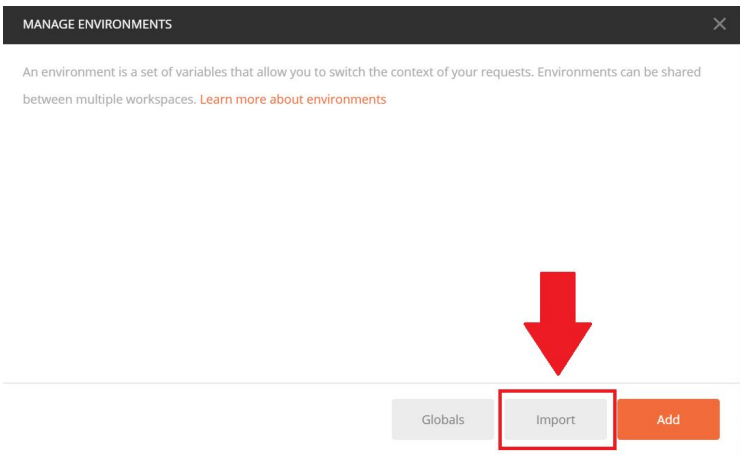 MANAGE ENVIRONMENTS
An environment is a set of variables that allow you to switch the context of your requests. Environments can be shared
between multiple workspaces. Learn more about environments
Globals
Import
Add